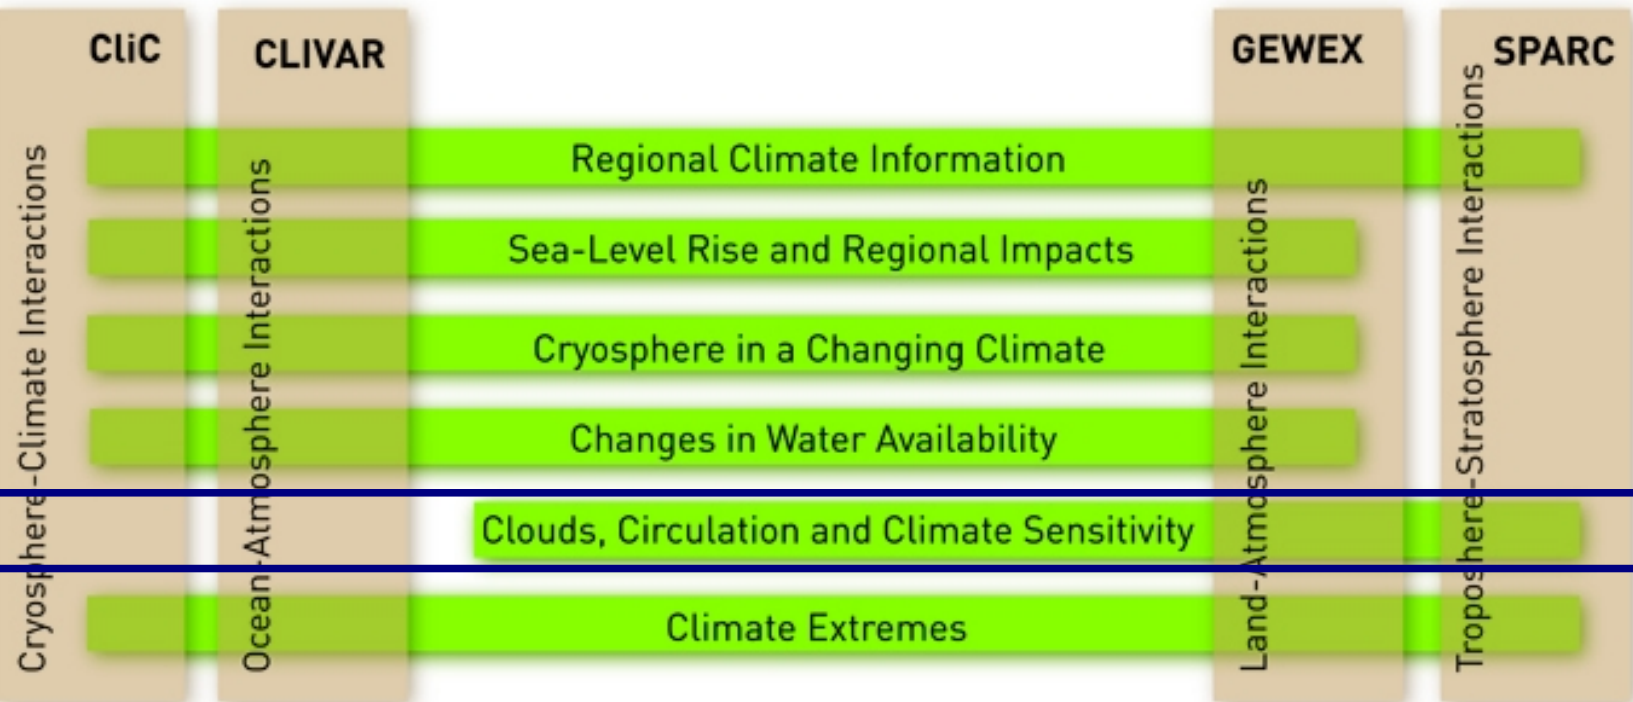 CliC
CLIVAR
GEWEX
SPARC
Cryosphere-Climate Interactions
Ocean-Atmosphere Interactions
Land-Atmosphere Interactions
Troposhere-Stratosphere Interactions
Regional Climate Information
Sea-Level Rise and Regional Impacts
Cryosphere in a Changing Climate
Changes in Water Availability
Clouds, Circulation and Climate Sensitivity
Climate Extremes